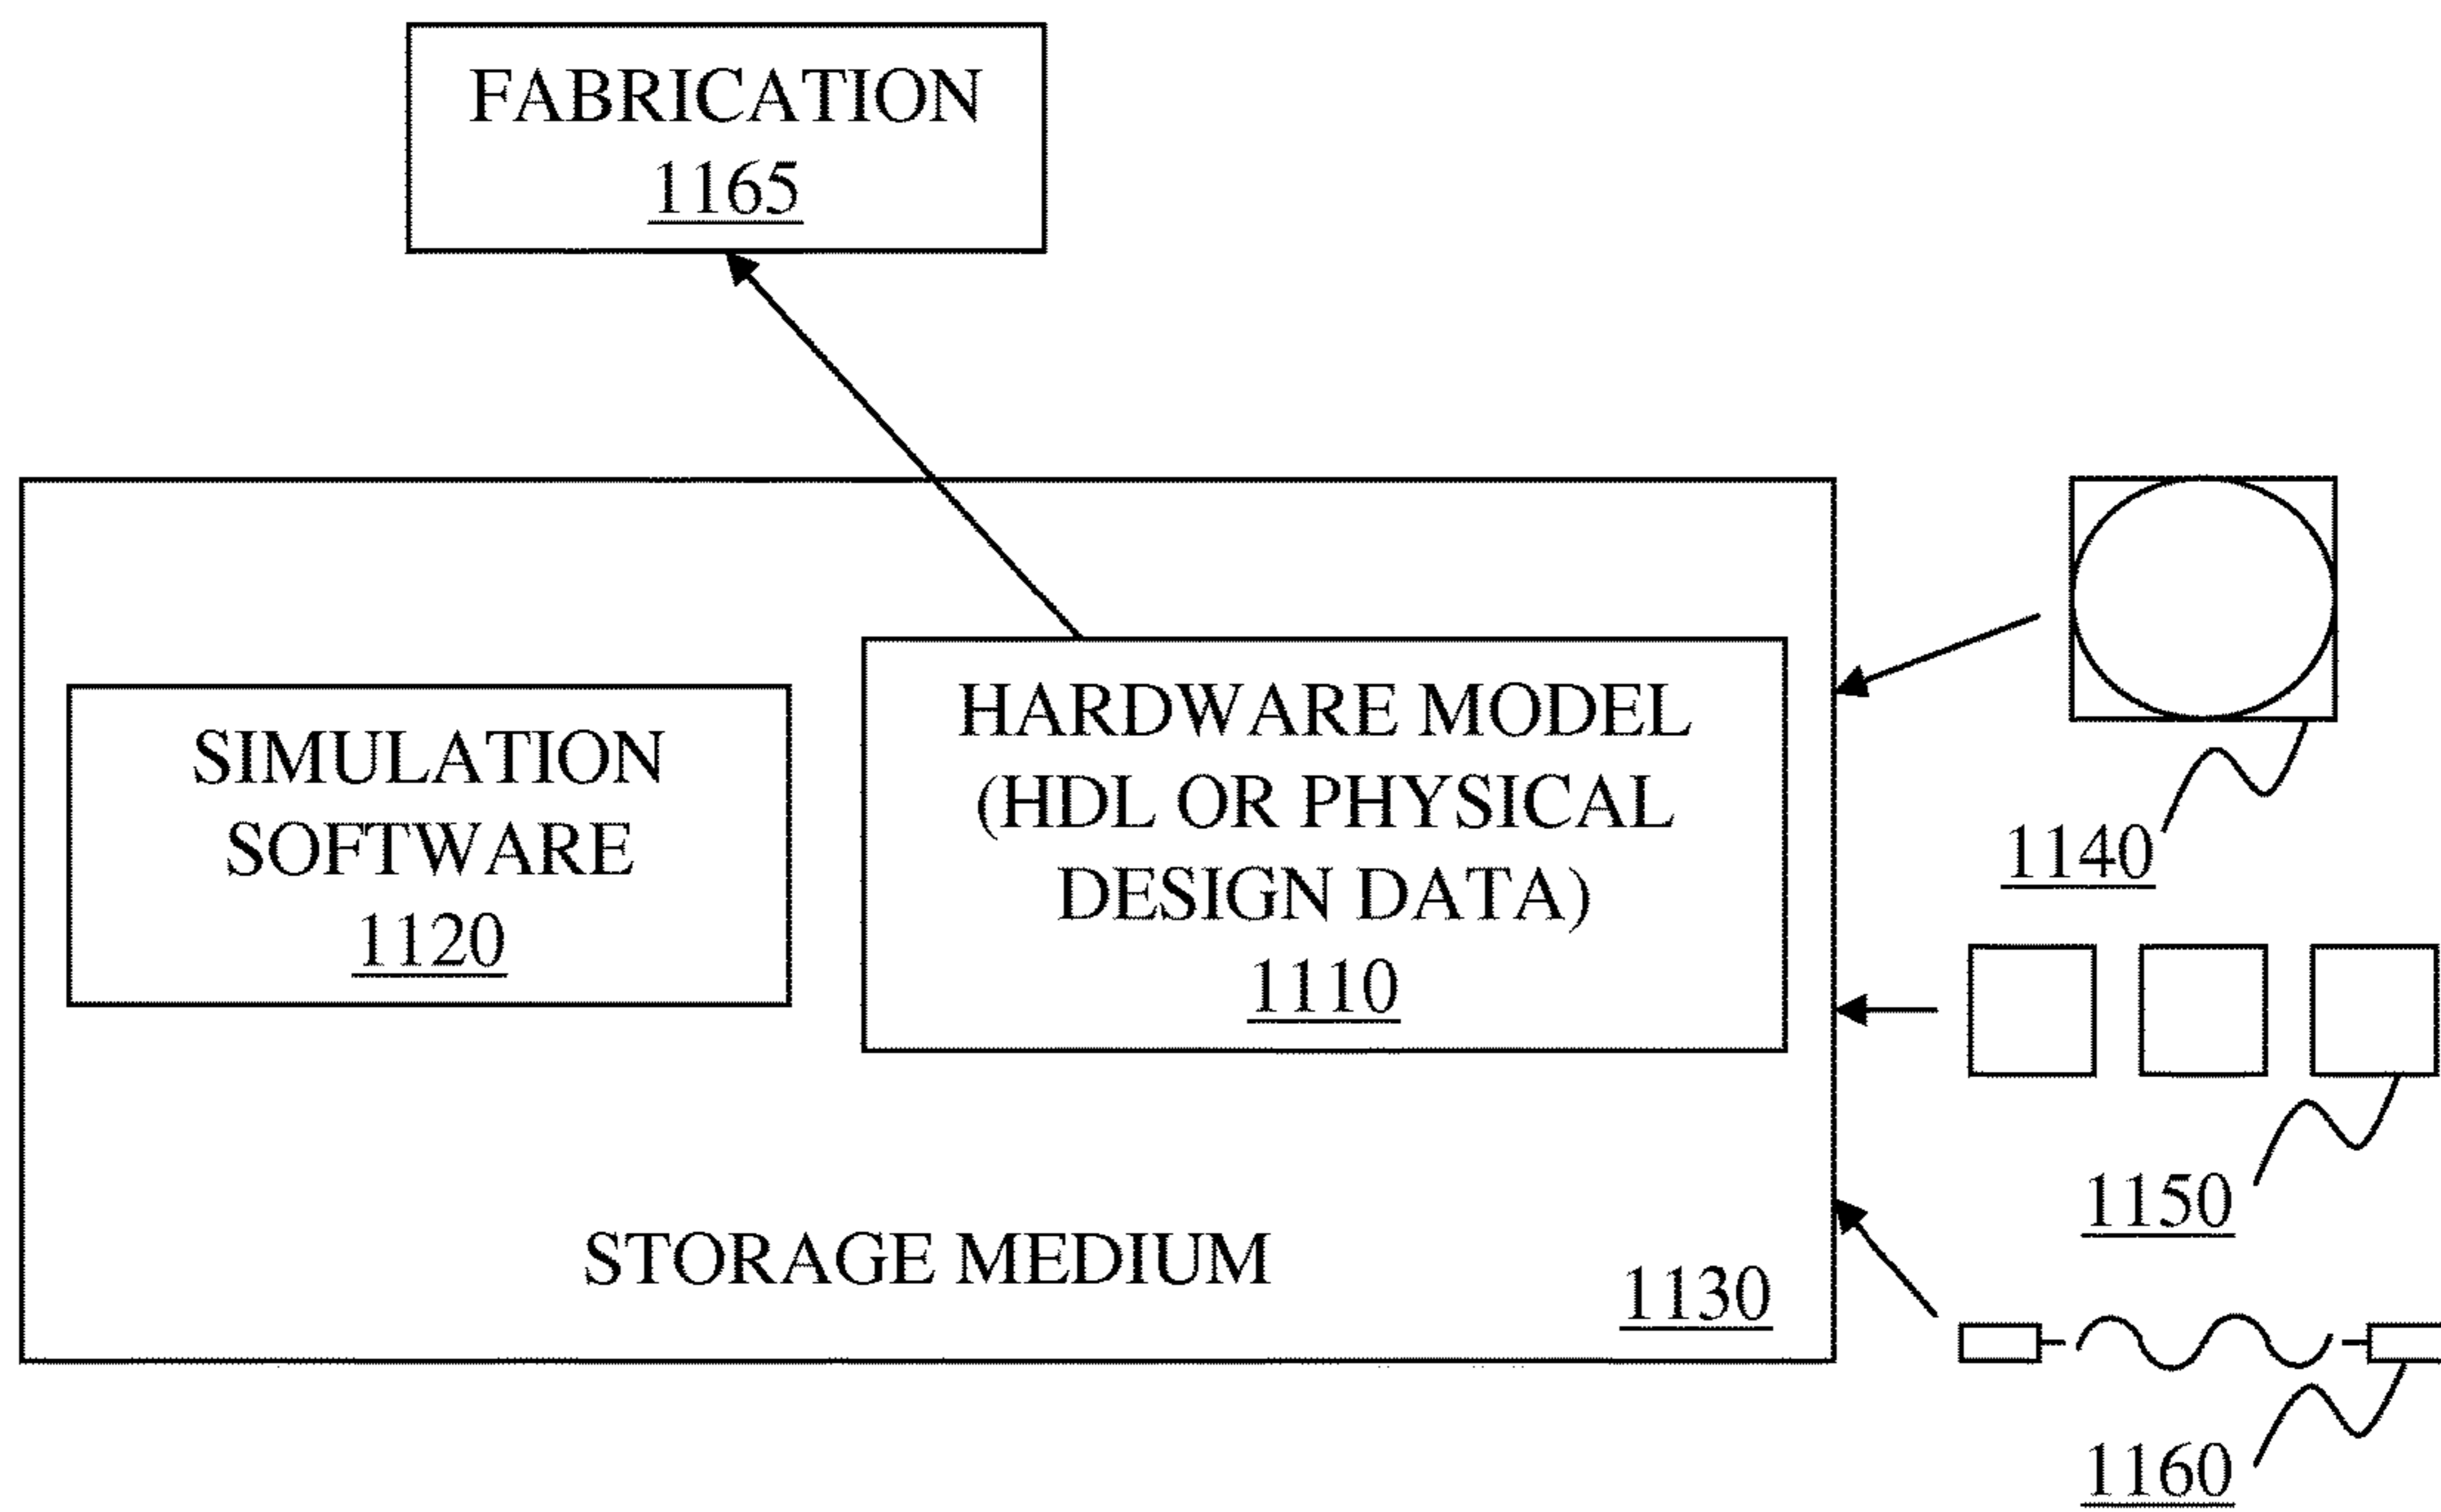 FABRICATION
1165
SIMULATION
SOFTWARE
1120
HARDWARE MODEL
(HDL OR PHYSICAL
DESIGN DATA)
1110
STORAGE MEDIUM
1130
1140
1150
1160